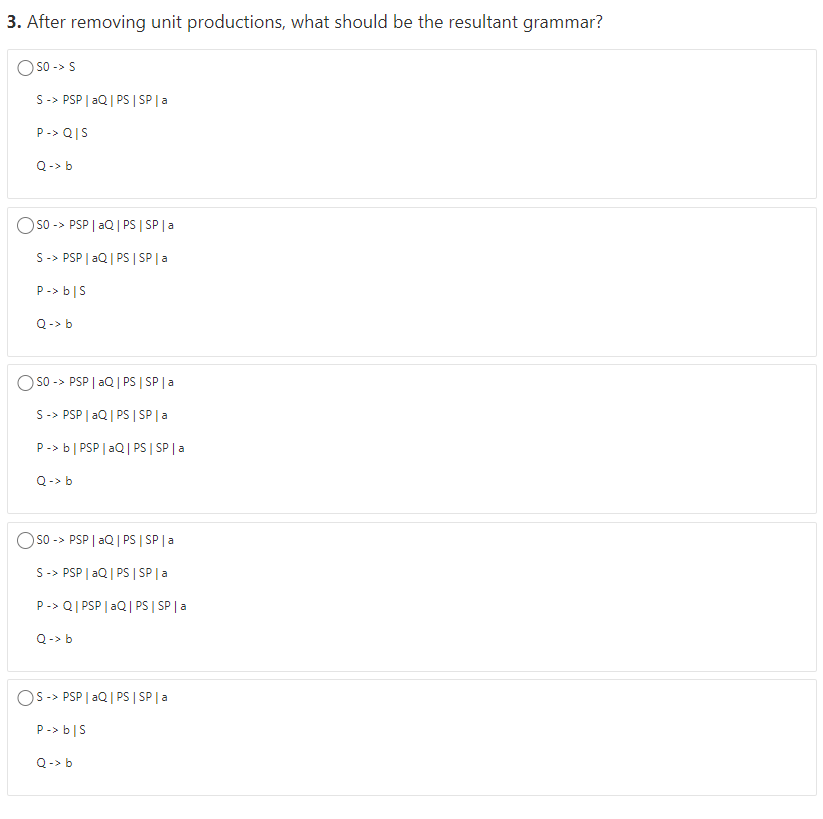 3. After removing unit productions, what should be the resultant grammar?
S0 -> S
S -> PSP | aQ | PS | SP | a
P -> Q | S
Q -> b
S0 -> PSP | aQ | PS | SP | a
S -> PSP | aQ | PS | SP | a
P -> b | S
Q -> b
S0 -> PSP | aQ | PS | SP | a
S -> PSP | aQ | PS | SP | a
P -> b | PSP | aQ | PS | SP | a
Q -> b
S0 -> PSP | aQ | PS | SP | a
S -> PSP | aQ | PS | SP | a
P -> Q | PSP | aQ | PS | SP | a
Q -> b
S -> PSP | aQ | PS | SP | a
P -> b | S
Q -> b